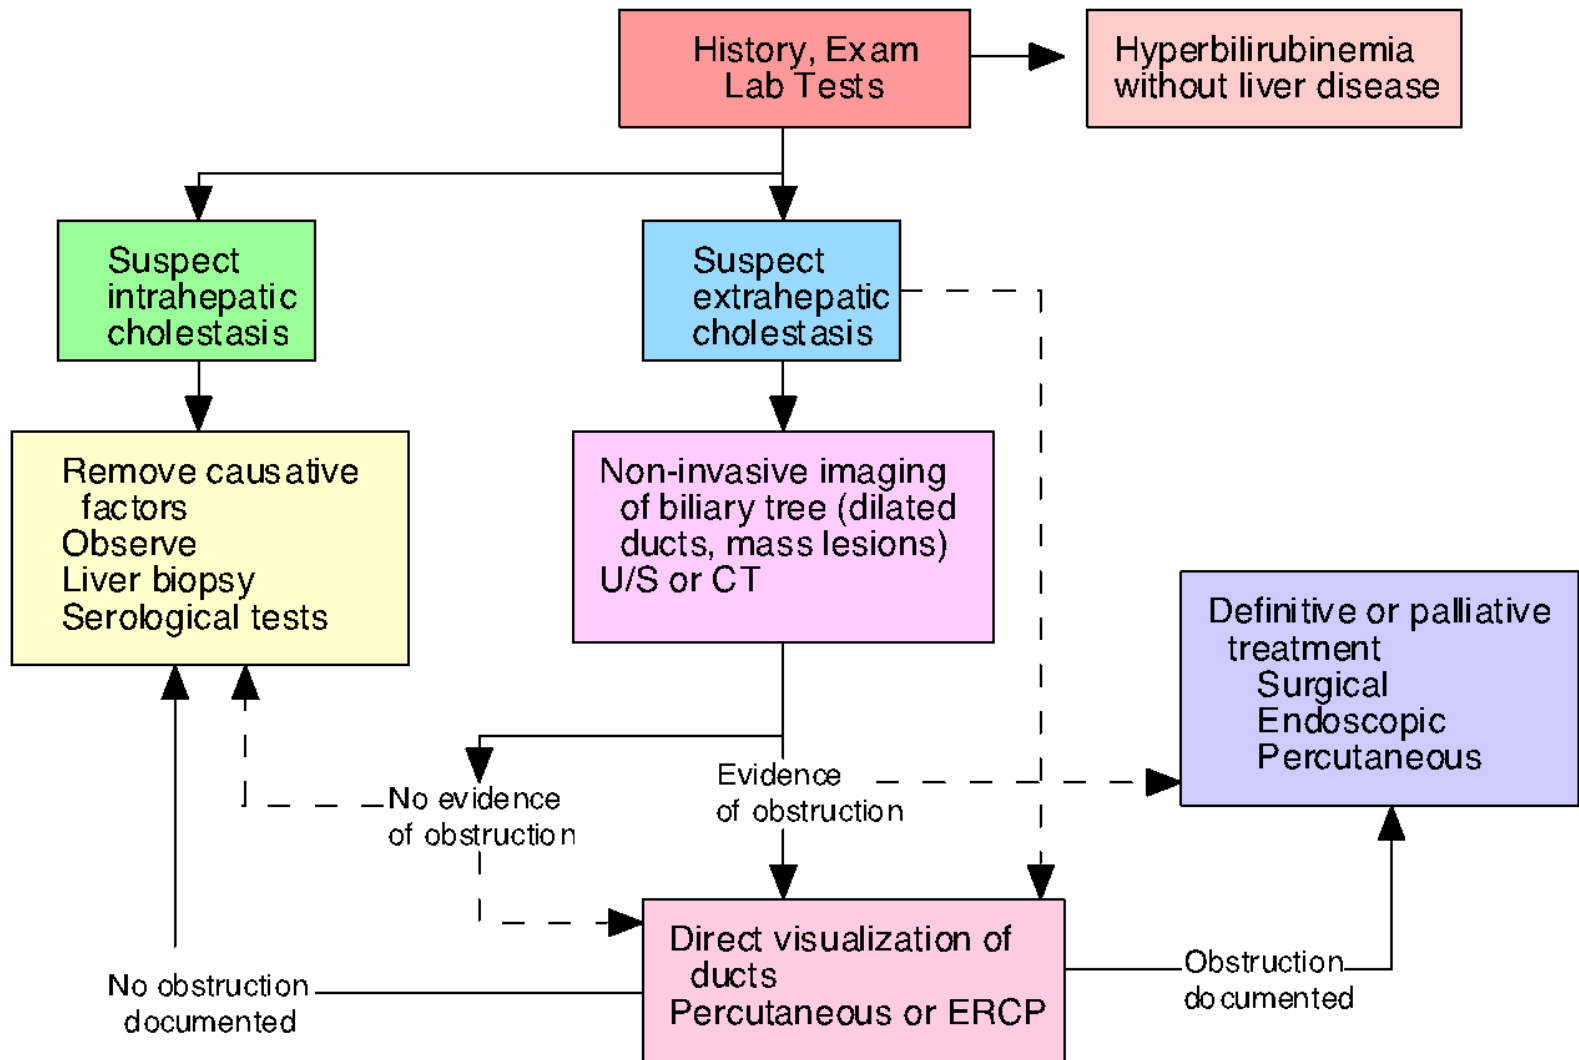 History, Exam
Lab Tests
Hyperbilirubinemia
without liver disease
Suspect
intrahepatic
cholestasis
Suspect
extrahepatic
cholestasis
Remove causative
factors
Observe
Liver biopsy
Serological tests
Non-invasive imaging
of biliary tree (dilated
ducts, mass lesions)
U/S or CT
Definitive or palliative
treatment
Surgical
Endoscopic
Percutaneous
No evidence
of obstruction
Evidence
of obstruction
Direct visualization of
ducts
Percutaneous or ERCP
No obstruction
documented
Obstruction
documented